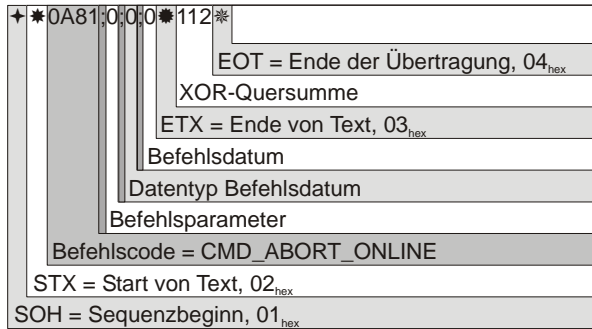 ✦✸0A81;0;0;0✹112✵
EOT = Ende der Übertragung, 04hex
XOR-Quersumme
ETX = Ende von Text, 03hex
Befehlsdatum
Datentyp Befehlsdatum
Befehlsparameter
Befehlscode = CMD_ABORT_ONLINE
STX = Start von Text, 02hex
SOH = Sequenzbeginn, 01hex